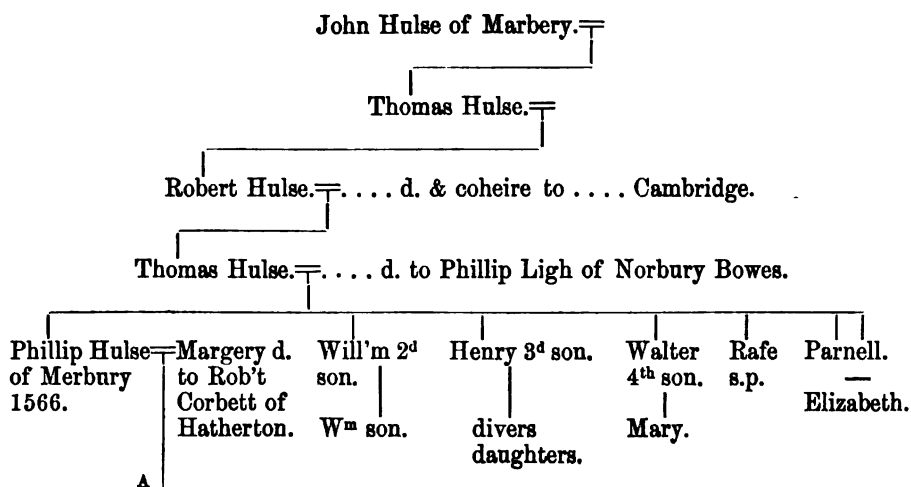 John Hulse of Marbery.
Thomas Hulse.
Robert Hulse. . . . . d. & coheire to . . . . Cambridge.
Thomas Hulse. . . . . d. to Phillip Ligh of Norbury Bowes.
Phillip Hulse
of Merbury
1566.
Margery d.
to Rob't
Corbett of
Hatherton.
Will'm 2ᵈ
son.
Wᵐ son.
Henry 3ᵈ son.
divers
daughters.
Walter
4ᵗʰ son.
Mary.
Rafe
s.p.
Parnell.
—
Elizabeth.
A